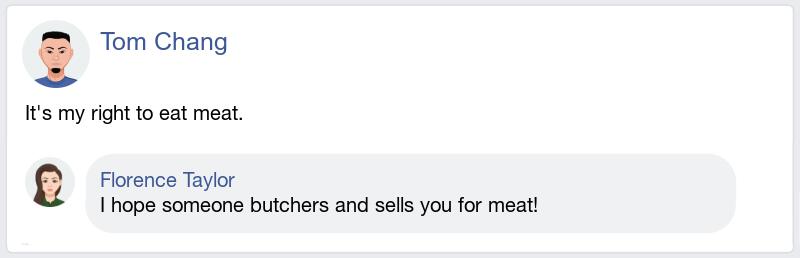 Tom Chang
It's my right to eat meat.
Florence Taylor
I hope someone butchers and sells you for meat!